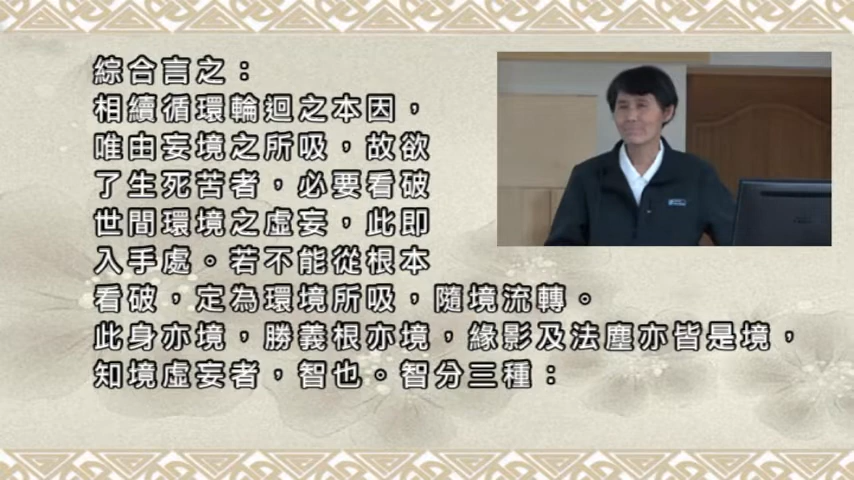 綜合言之：
相續循環輪迴之本因，
唯由妄境之所吸，故欲
了生死苦者，必要看破
世間環境之虛妄，此即
入手處。若不能從根本
看破，定為環境所吸，隨境流轉。
此身亦境，勝義根亦境，緣影及法塵亦皆是境，
知境虛妄者，智也。智分三種：